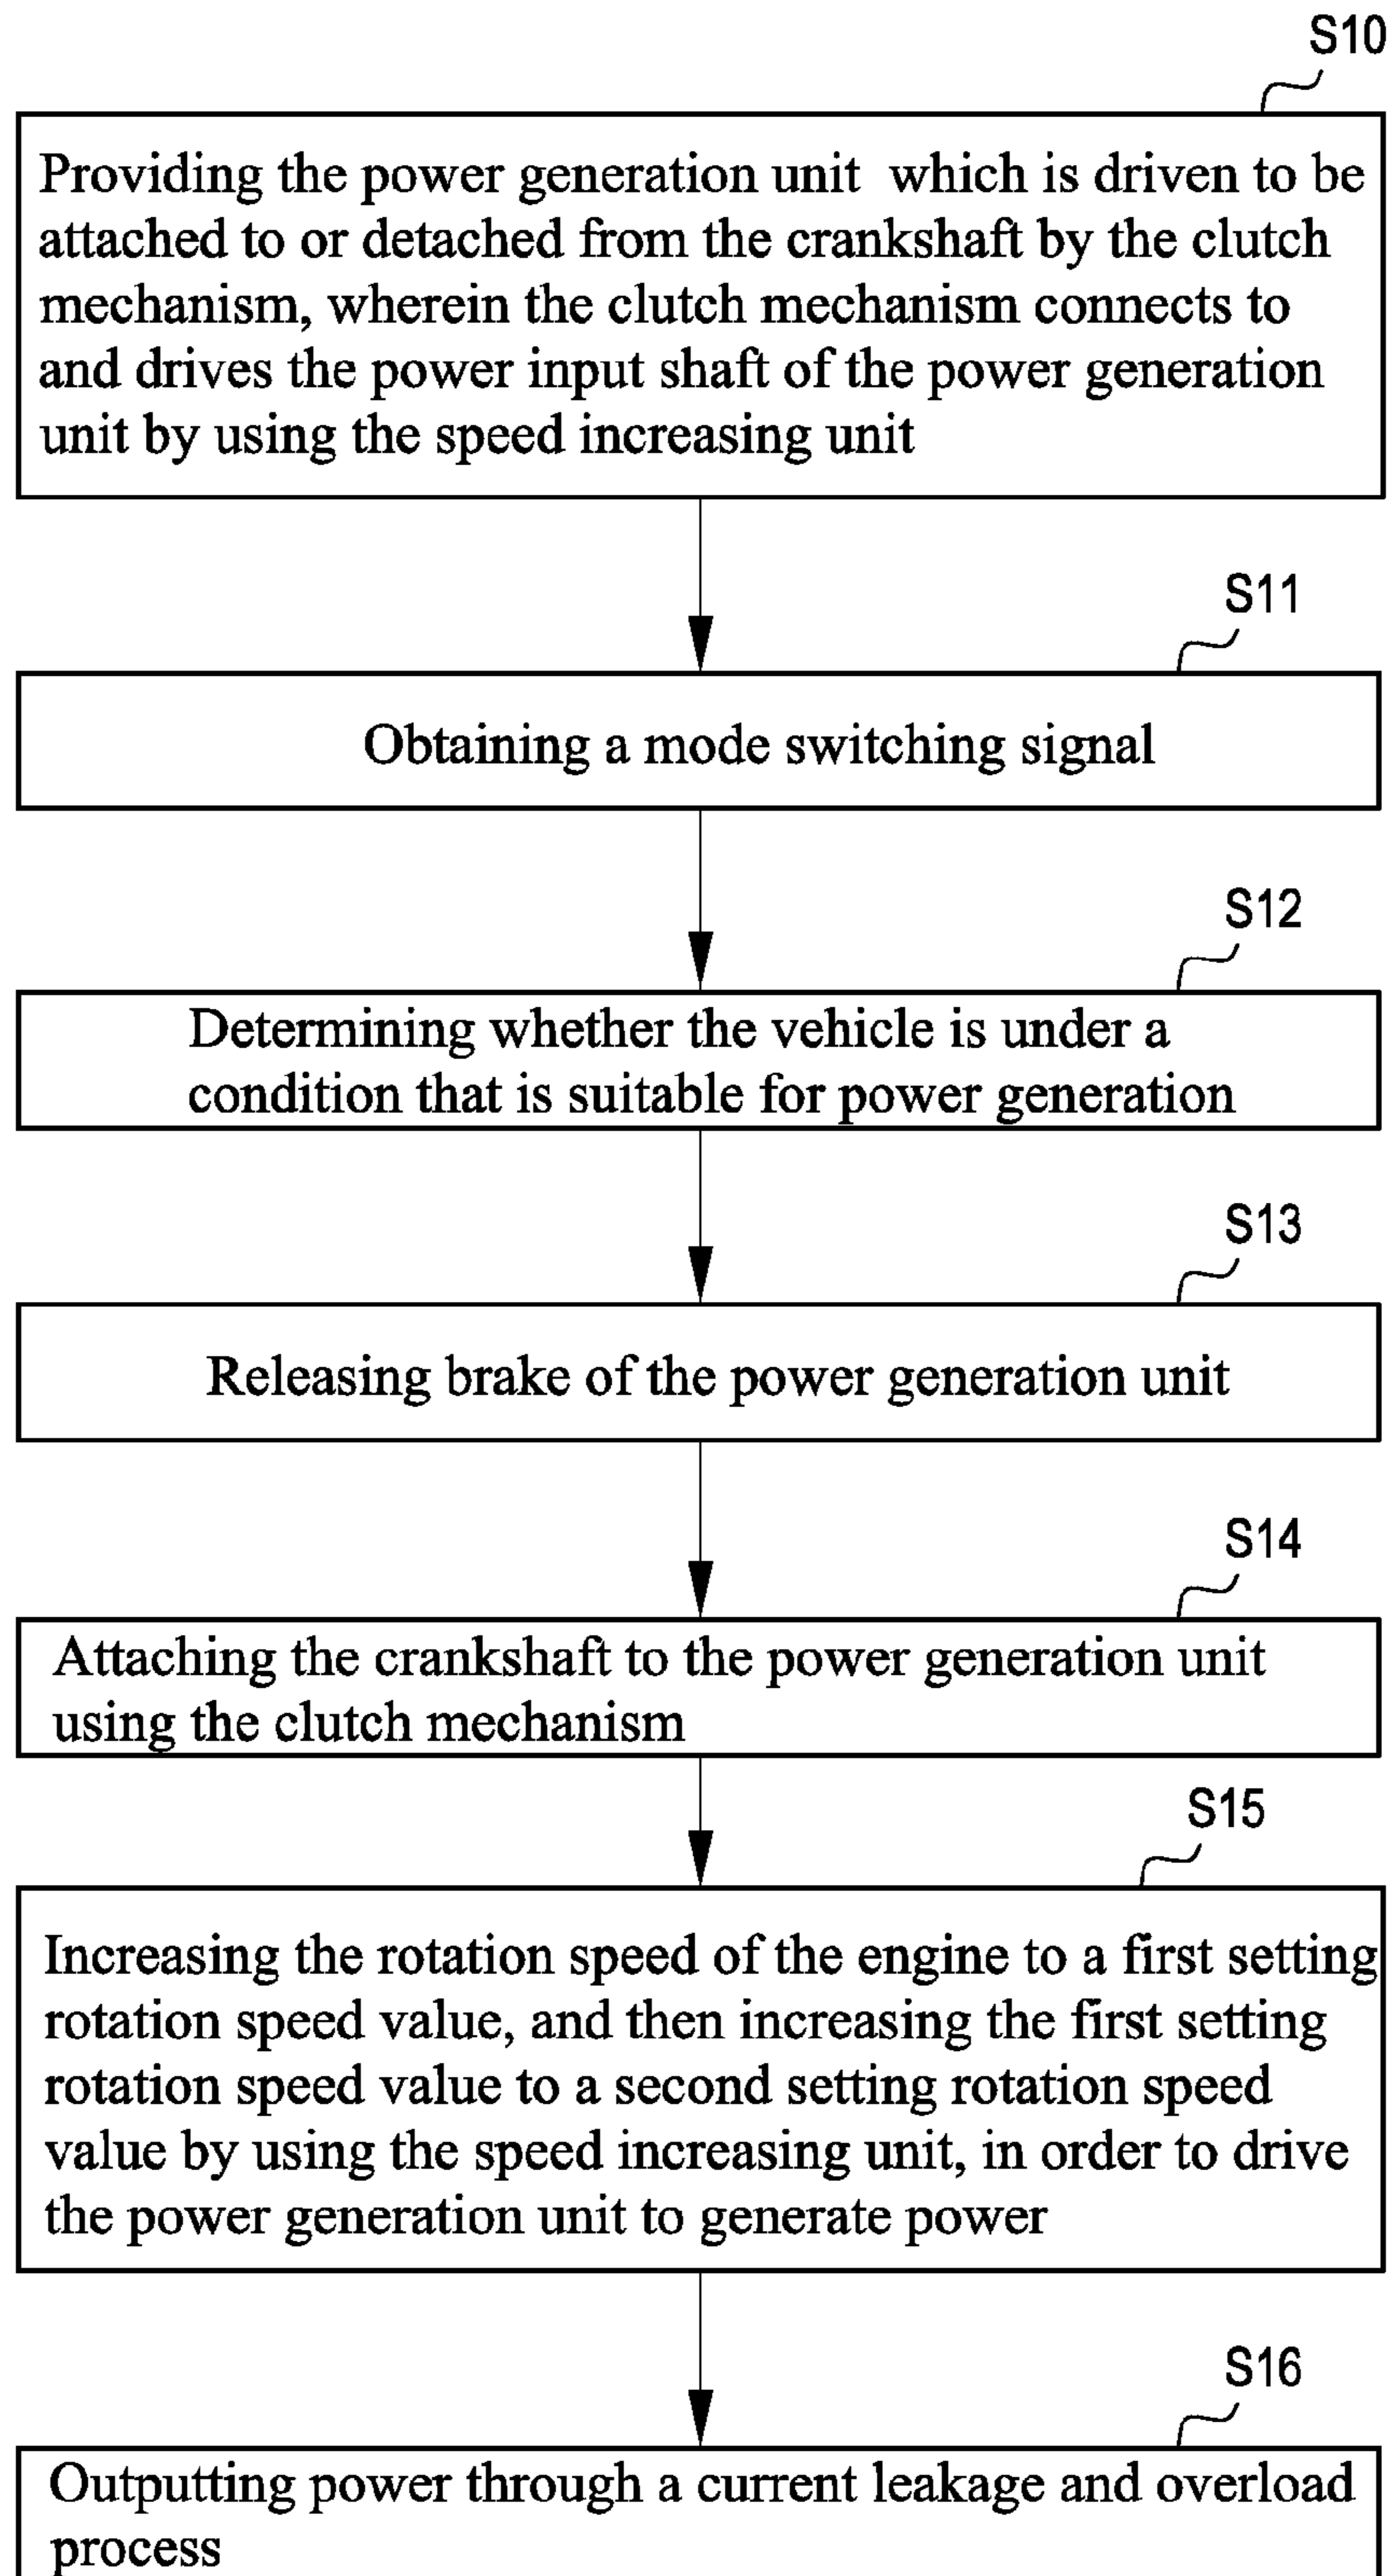 S10
Providing the power generation unit which is driven to be
attached to or detached from the crankshaft by the clutch
mechanism, wherein the clutch mechanism connects to
and drives the power input shaft of the power generation
unit by using the speed increasing unit
S11
Obtaining a mode switching signal
S12
Determining whether the vehicle is under a
condition that is suitable for power generation
S13
Releasing brake of the power generation unit
S14
Attaching the crankshaft to the power generation unit
using the clutch mechanism
S15
Increasing the rotation speed of the engine to a first setting
rotation speed value, and then increasing the first setting
rotation speed value to a second setting rotation speed
value by using the speed increasing unit, in order to drive
the power generation unit to generate power
S16
Outputting power through a current leakage and overload
process